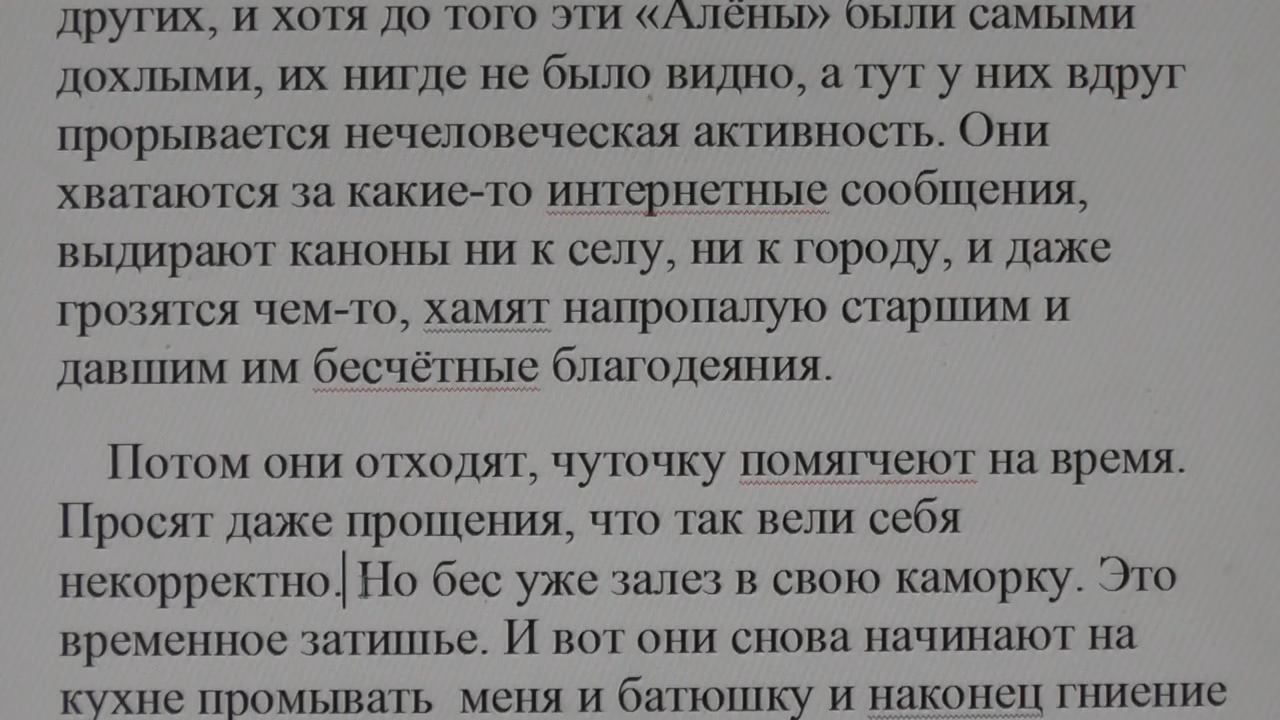 других, и хотя до того эти «Алёны» были самыми
дохлыми, их нигде не было видно, а тут у них вдруг
прорывается нечеловеческая активность. Они
хватаются за какие-то интернетные сообщения,
выдирают каноны ни к селу, ни к городу, и даже
грозятся чем-то, хамят напропалую старшим и
давшим им бесчётные благодеяния.
Потом они отходят, чуточку помягчеют на время.
Просят даже прощения, что так вели себя
некорректно. Но бес уже залез в свою каморку. Это
временное затишье. И вот они снова начинают на
кухне промывать меня и батюшку и наконец гниение